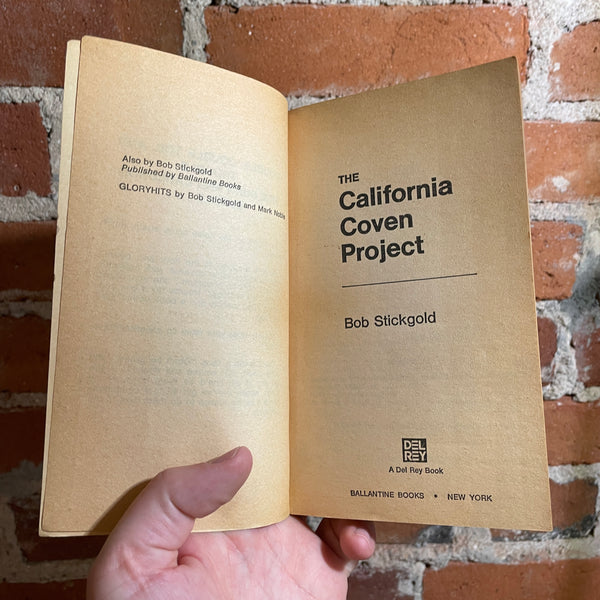 Also by Bob Stickgold
Published by Ballantine Books
GLORYHITS by Bob Stickgold and Mark Noble
THE
California
Coven
Project
Bob Stickgold
DEL
REY
A Del Rey Book
BALLANTINE BOOKS • NEW YORK